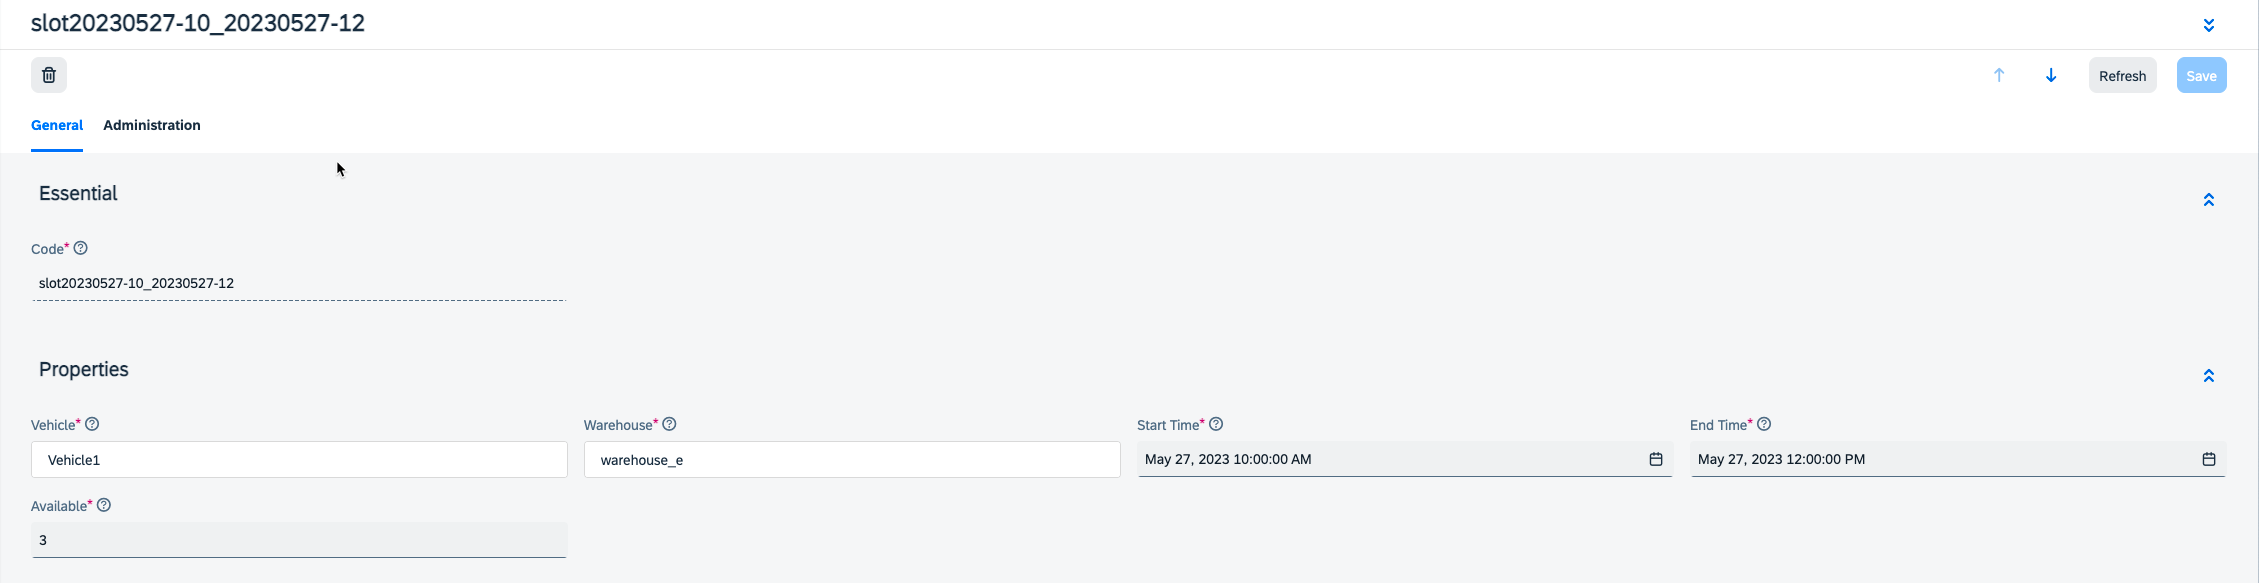 slot20230527-10_20230527-12
Refresh Save
General Administration
Essential
Code*
slot20230527-10_20230527-12
Properties
Vehicle* Warehouse* Start Time* End Time*
Vehicle1 warehouse_e May 27, 2023 10:00:00 AM May 27, 2023 12:00:00 PM
Available*
3